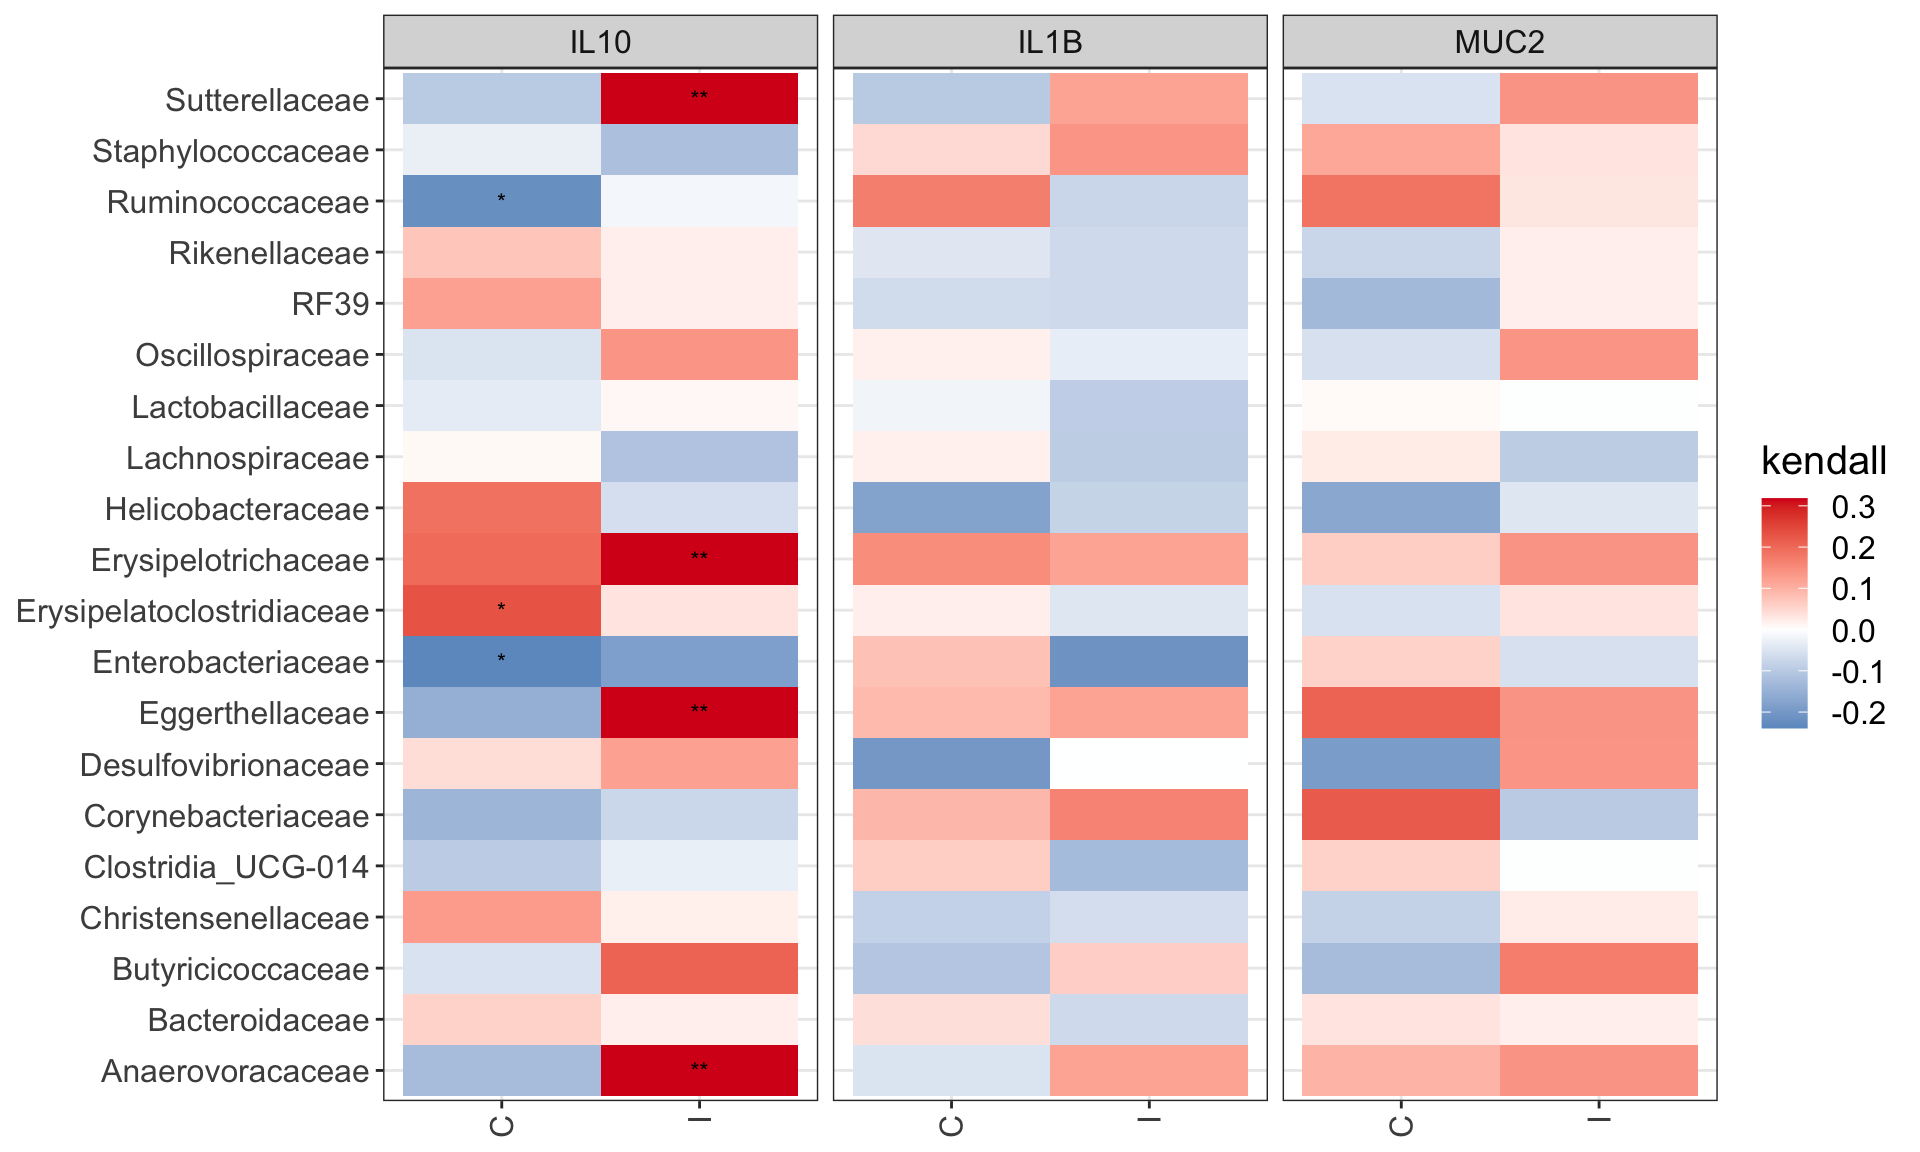 IL10 IL1B MUC2
Sutterellaceae **
Staphylococcaceae
Ruminococcaceae *
Rikenellaceae
RF39
Oscillospiraceae
Lactobacillaceae
Lachnospiraceae
Helicobacteraceae
Erysipelotrichaceae **
Erysipelatoclostridiaceae *
Enterobacteriaceae *
Eggerthellaceae **
Desulfovibrionaceae
Corynebacteriaceae
Clostridia_UCG-014
Christensenellaceae
Butyricicoccaceae
Bacteroidaceae
Anaerovoracaceae **
C I C I C I
kendall
0.3
0.2
0.1
0.0
-0.1
-0.2